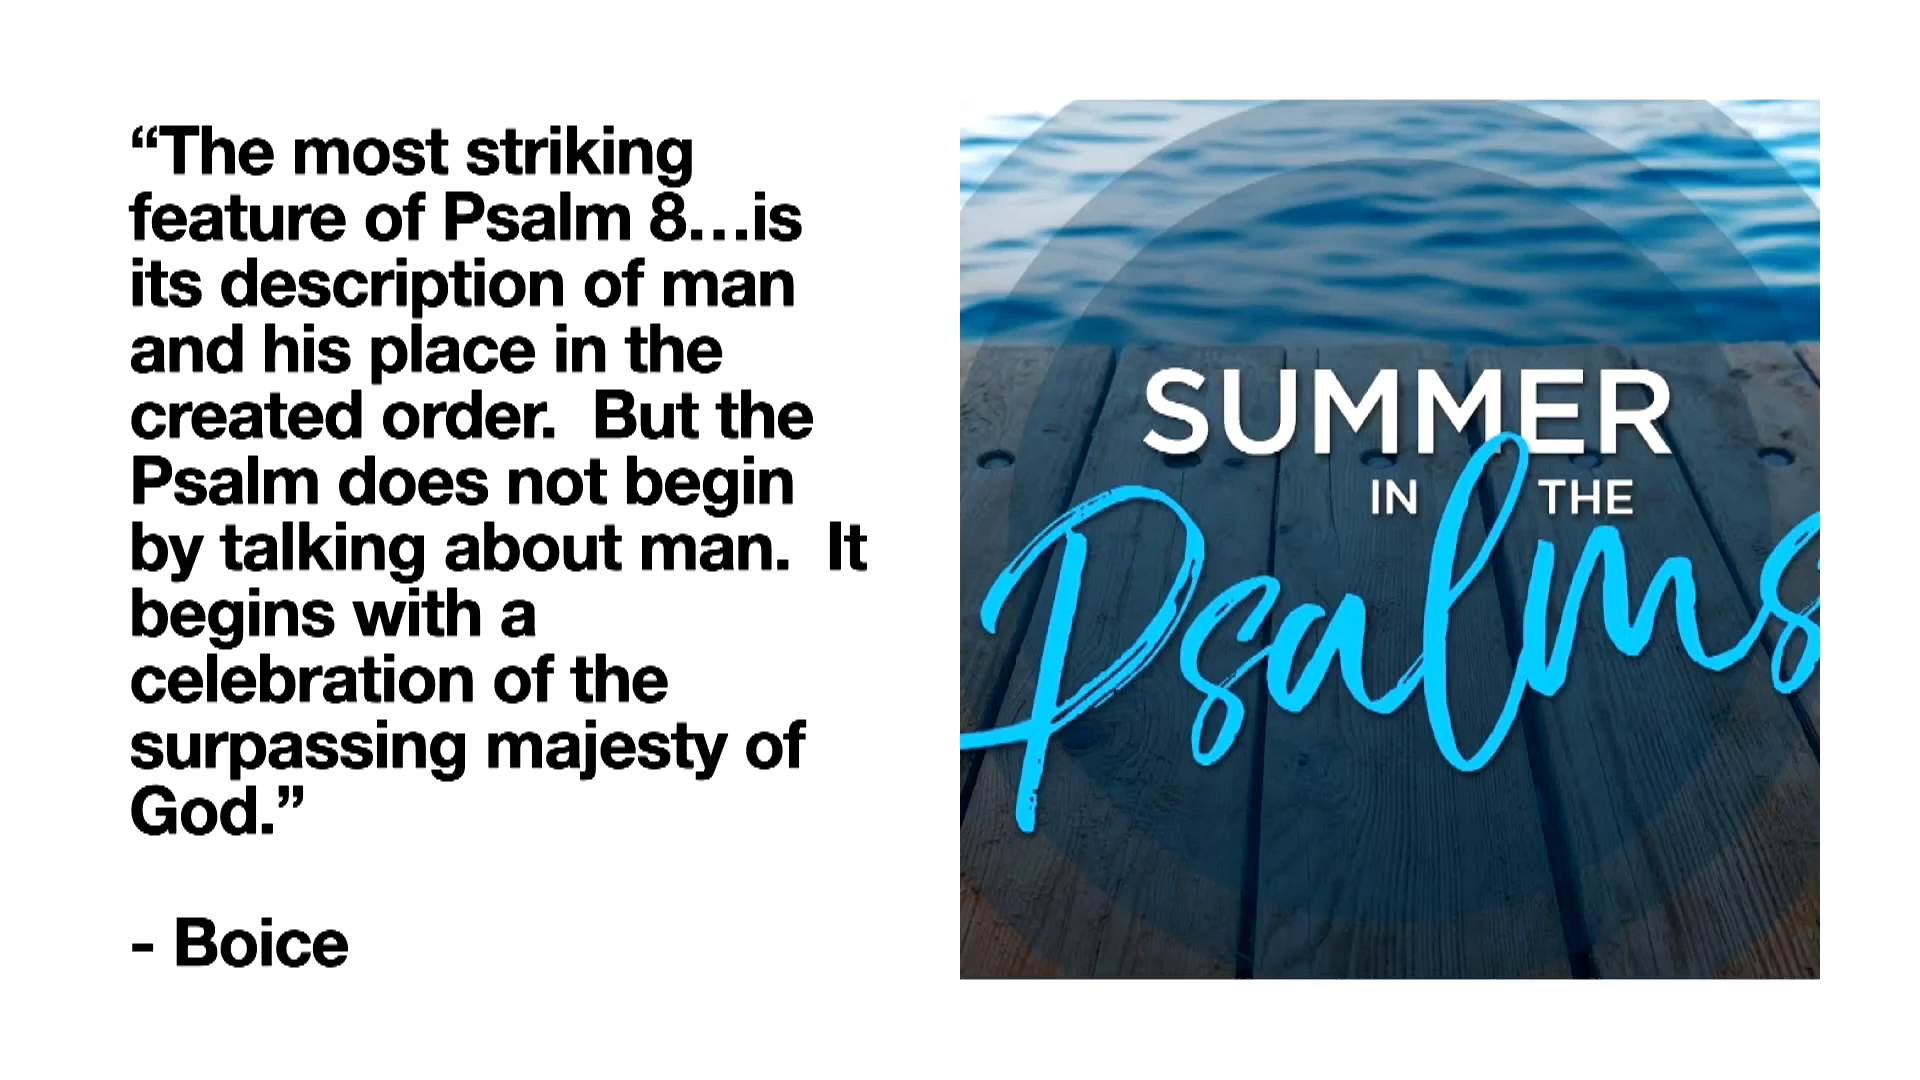 “The most striking
feature of Psalm 8…is
its description of man
and his place in the
created order.  But the
Psalm does not begin
by talking about man.  It
begins with a
celebration of the
surpassing majesty of
God.”
- Boice
SUMMER
IN THE
Psalms